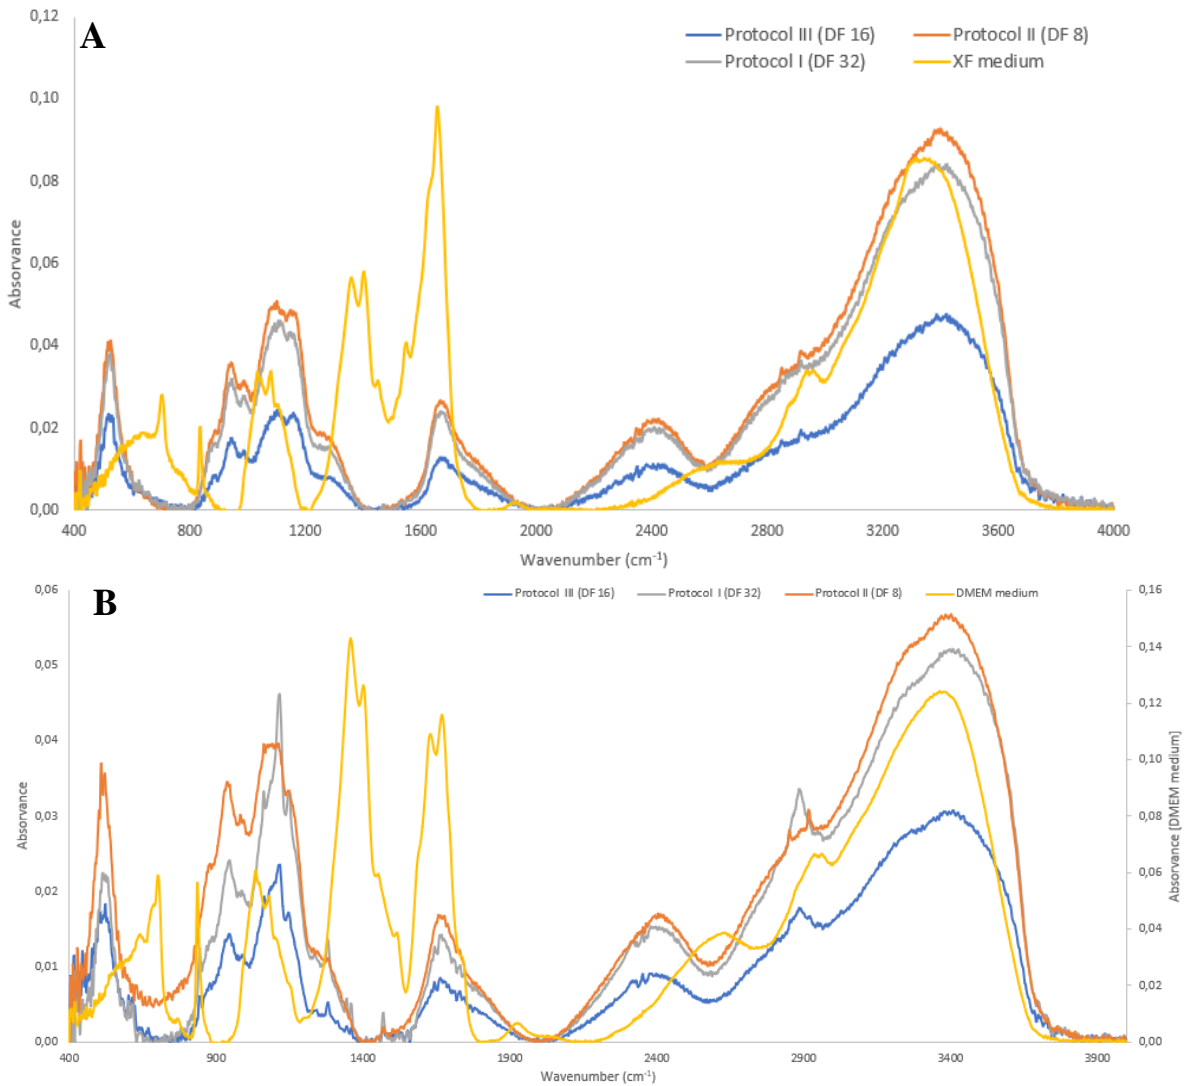 A
0,12
0,10
0,08
0,06
0,04
0,02
0,00
Absorvance
Protocol III (DF 16) Protocol II (DF 8)
Protocol I (DF 32) XF medium
400 800 1200 1600 2000 2400 2800 3200 3600 4000
Wavenumber (cm-1)
B
Protocol III (DF 16) Protocol I (DF 32) Protocol II (DF 8) DMEM medium
0,06
0,05
0,04
0,03
0,02
0,01
0,00
Absorvance
0,16
0,14
0,12
0,10
0,08
0,06
0,04
0,02
0,00
Absorvance [DMEM medium]
400 900 1400 1900 2400 2900 3400 3900
Wavenumber (cm-1)